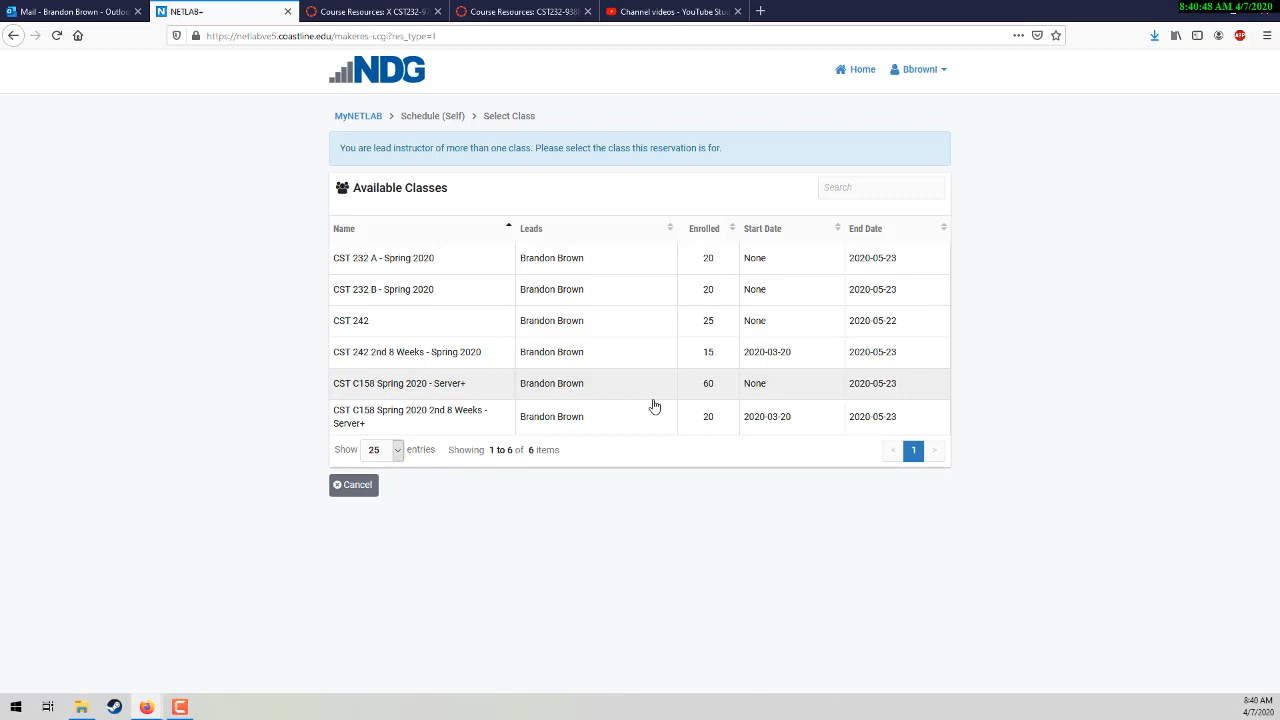 8:40:48 AM 4/7/2020
Mail - Brandon Brown - Outloo
NETLAB+
Course Resources: X CST232-9
Course Resources: CST232-938
Channel videos - YouTube Stu
https://netlabve5.coastline.edu/makeres-i.cgi?res_type=I
NDG
Home
Bbrownl
MyNETLAB > Schedule (Self) > Select Class
You are lead instructor of more than one class. Please select the class this reservation is for.
Available Classes
Search
Name Leads Enrolled Start Date End Date
CST 232 A - Spring 2020 Brandon Brown 20 None 2020-05-23
CST 232 B - Spring 2020 Brandon Brown 20 None 2020-05-23
CST 242 Brandon Brown 25 None 2020-05-22
CST 242 2nd 8 Weeks - Spring 2020 Brandon Brown 15 2020-03-20 2020-05-23
CST C158 Spring 2020 - Server+ Brandon Brown 60 None 2020-05-23
CST C158 Spring 2020 2nd 8 Weeks -
Server+ Brandon Brown 20 2020-03-20 2020-05-23
Show 25 entries Showing 1 to 6 of 6 items
< 1 >
Cancel
8:40 AM
4/7/2020